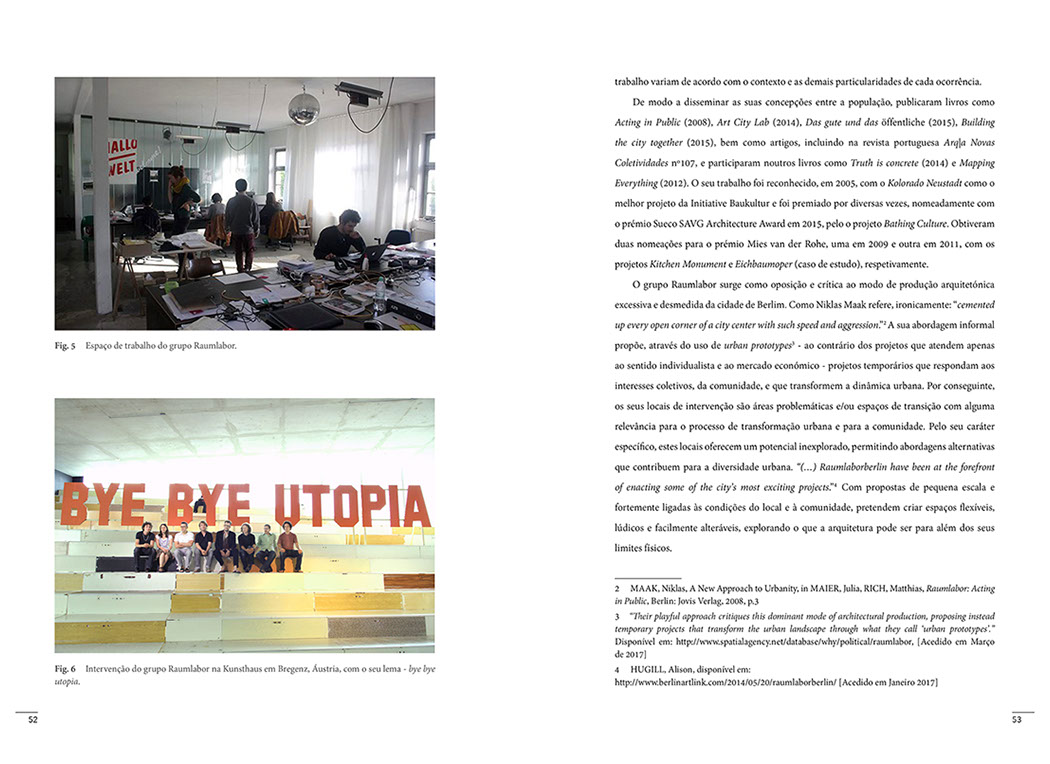 HALLO
WELT
Fig. 5 Espaço de trabalho do grupo Raumlabor.
BYE BYE UTOPIA
Fig. 6 Intervenção do grupo Raumlabor na Kunsthaus em Bregenz, Áustria, com o seu lema - bye bye
utopia.
52
trabalho variam de acordo com o contexto e as demais particularidades de cada ocorrência.
De modo a disseminar as suas concepções entre a população, publicaram livros como
Acting in Public (2008), Art City Lab (2014), Das gute und das öffentliche (2015), Building
the city together (2015), bem como artigos, incluindo na revista portuguesa Arq|a Novas
Coletividades nº107, e participaram noutros livros como Truth is concrete (2014) e Mapping
Everything (2012). O seu trabalho foi reconhecido, em 2005, com o Kolorado Neustadt como o
melhor projeto da Initiative Baukultur e foi premiado por diversas vezes, nomeadamente com
o prémio Sueco SAVG Architecture Award em 2015, pelo projeto Bathing Culture. Obtiveram
duas nomeações para o prémio Mies van der Rohe, uma em 2009 e outra em 2011, com os
projetos Kitchen Monument e Eichbaumoper (caso de estudo), respetivamente.
O grupo Raumlabor surge como oposição e crítica ao modo de produção arquitetónica
excessiva e desmedida da cidade de Berlim. Como Niklas Maak refere, ironicamente: “cemented
up every open corner of a city center with such speed and aggression.”² A sua abordagem informal
propõe, através do uso de urban prototypes³ - ao contrário dos projetos que atendem apenas
ao sentido individualista e ao mercado económico - projetos temporários que respondam aos
interesses coletivos, da comunidade, e que transformem a dinâmica urbana. Por conseguinte,
os seus locais de intervenção são áreas problemáticas e/ou espaços de transição com alguma
relevância para o processo de transformação urbana e para a comunidade. Pelo seu caráter
específico, estes locais oferecem um potencial inexplorado, permitindo abordagens alternativas
que contribuem para a diversidade urbana. “(…) Raumlaborberlin have been at the forefront
of enacting some of the city’s most exciting projects.”⁴ Com propostas de pequena escala e
fortemente ligadas às condições do local e à comunidade, pretendem criar espaços flexíveis,
lúdicos e facilmente alteráveis, explorando o que a arquitetura pode ser para além dos seus
limites físicos.
2 MAAK, Niklas, A New Approach to Urbanity, in MAIER, Julia, RICH, Matthias, Raumlabor: Acting
in Public, Berlin: Jovis Verlag, 2008, p.3
3 “Their playful approach critiques this dominant mode of architectural production, proposing instead
temporary projects that transform the urban landscape through what they call ‘urban prototypes’.”
Disponível em: http://www.spatialagency.net/database/why/political/raumlabor, [Acedido em Março
de 2017]
4 HUGILL, Alison, disponível em:
http://www.berlinartlink.com/2014/05/20/raumlaborberlin/ [Acedido em Janeiro 2017]
53